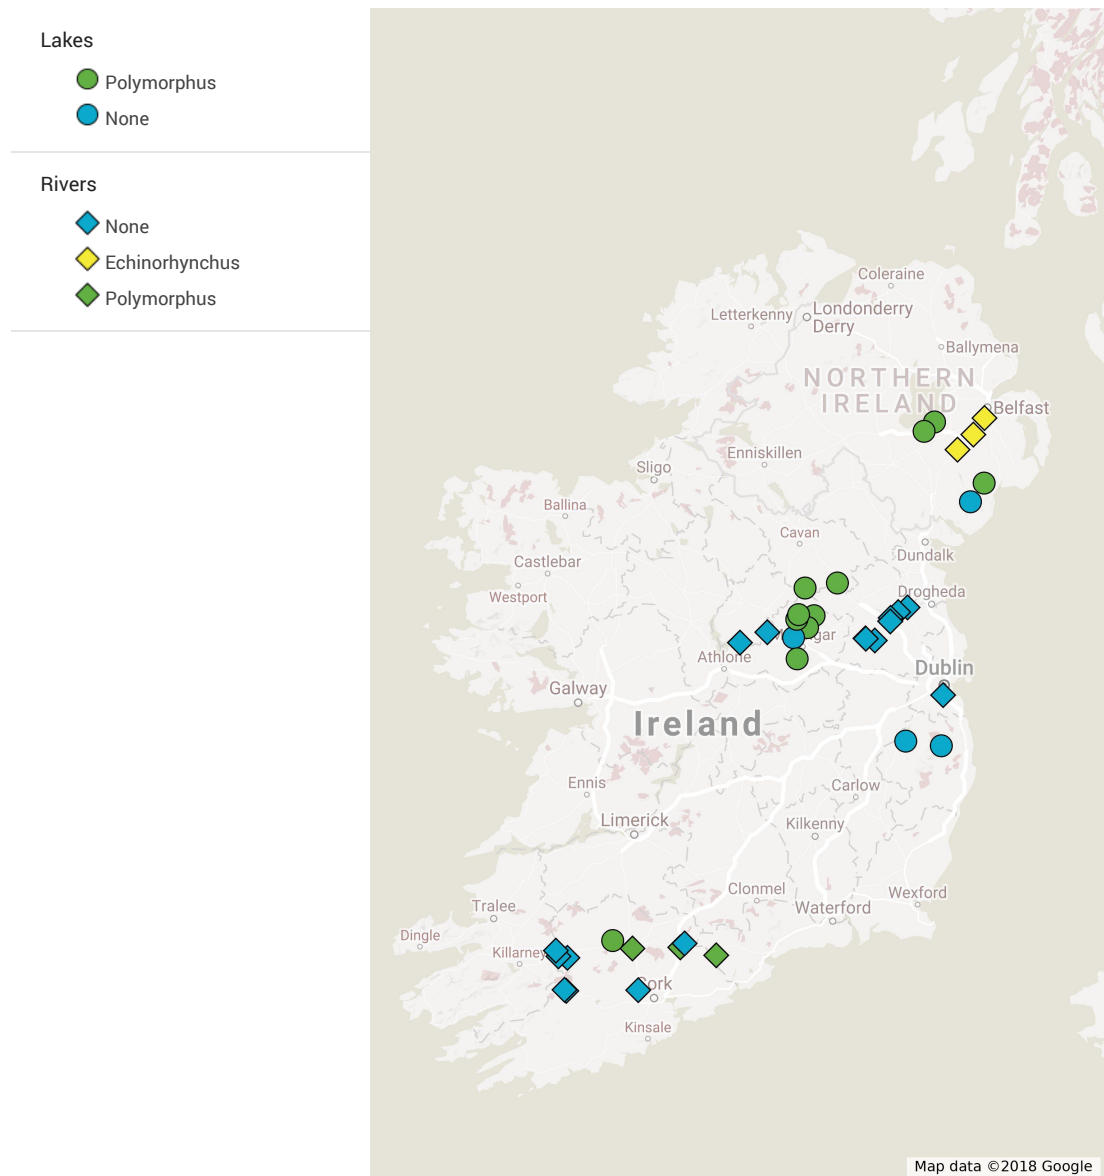 Lakes
Polymorphus
None
Rivers
None
Echinorhynchus
Polymorphus
Coleraine
Letterkenny
Londonderry
Derry
Ballymena
NORTHERN
IRELAND
Belfast
Enniskillen
Sligo
Ballina
Cavan
Dundalk
Castlebar
Westport
Drogheda
Athlone
Dublin
Galway
Ireland
Ennis
Carlow
Limerick
Kilkenny
Clonmel
Wexford
Tralee
Waterford
Dingle
Killarney
Cork
Kinsale
Map data ©2018 Google